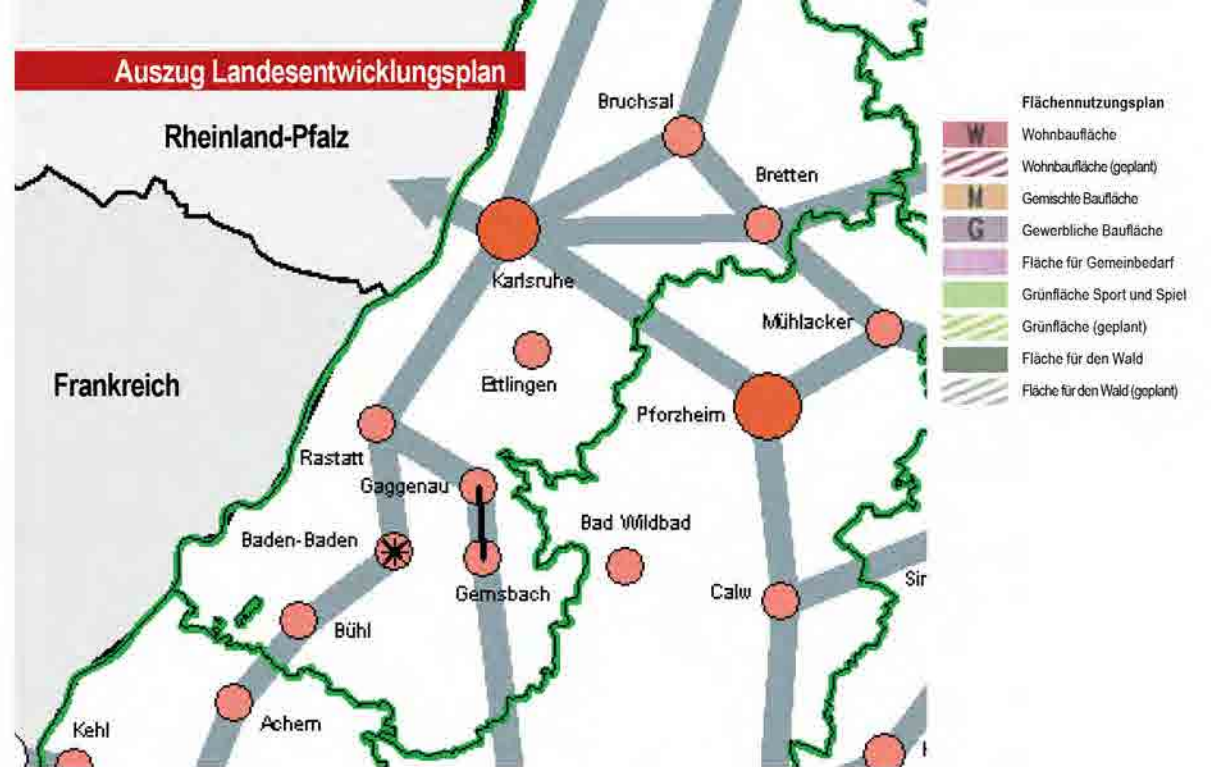 Auszug Landesentwicklungsplan
Rheinland-Pfalz
Frankreich
Bruchsal
Bretten
Karlsruhe
Mühlacker
Ettlingen
Pforzheim
Rastatt
Gaggenau
Baden-Baden
Bad Wildbad
Gernsbach
Calw
Sin
Bühl
Achern
Kehl
Flächennutzungsplan
W Wohnbaufläche
Wohnbaufläche (geplant)
M Gemischte Baufläche
G Gewerbliche Baufläche
Fläche für Gemeinbedarf
Grünfläche Sport und Spiel
Grünfläche (geplant)
Fläche für den Wald
Fläche für den Wald (geplant)